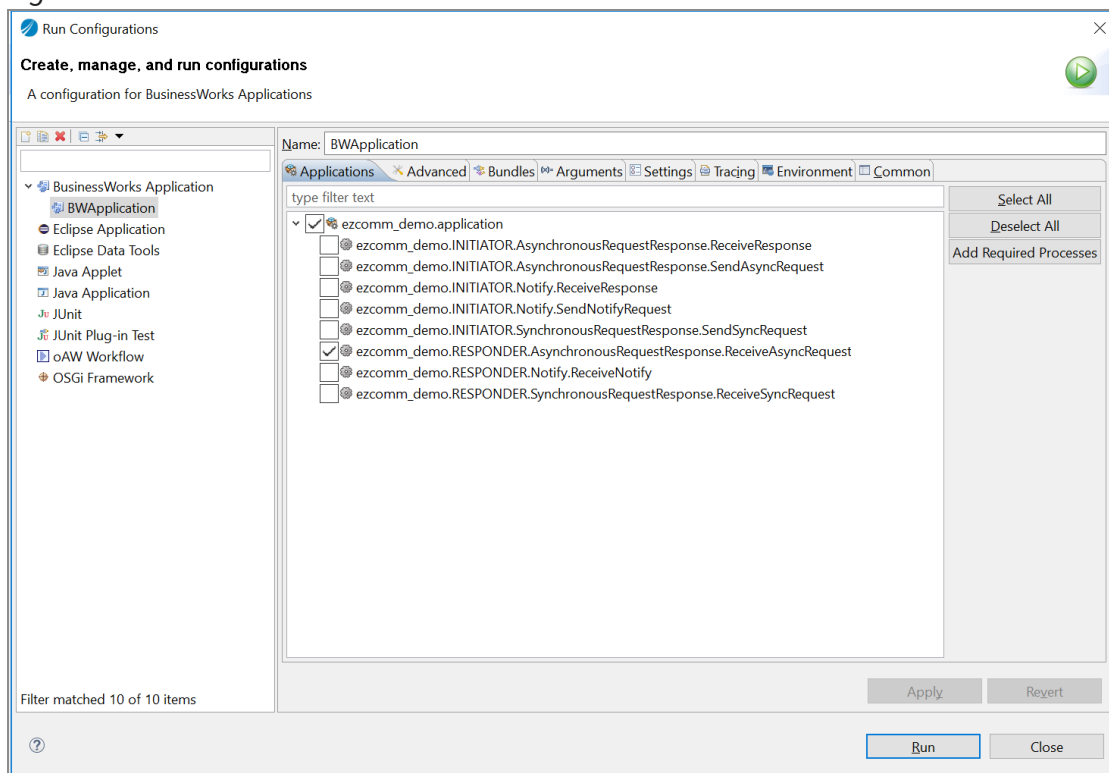 Run Configurations
Create, manage, and run configurations
A configuration for BusinessWorks Applications
Name: BWApplication
Applications Advanced Bundles Arguments Settings Tracing Environment Common
type filter text
BusinessWorks Application
BWApplication
Eclipse Application
Eclipse Data Tools
Java Applet
Java Application
Ju JUnit
JUnit Plug-in Test
oAW Workflow
OSGi Framework
ezcomm_demo.application
ezcomm_demo.INITIATOR.AsynchronousRequestResponse.ReceiveResponse
ezcomm_demo.INITIATOR.AsynchronousRequestResponse.SendAsyncRequest
ezcomm_demo.INITIATOR.Notify.ReceiveResponse
ezcomm_demo.INITIATOR.Notify.SendNotifyRequest
ezcomm_demo.INITIATOR.SynchronousRequestResponse.SendSyncRequest
ezcomm_demo.RESPONDER.AsynchronousRequestResponse.ReceiveAsyncRequest
ezcomm_demo.RESPONDER.Notify.ReceiveNotify
ezcomm_demo.RESPONDER.SynchronousRequestResponse.ReceiveSyncRequest
Select All
Deselect All
Add Required Processes
Filter matched 10 of 10 items
Apply Revert
Run Close